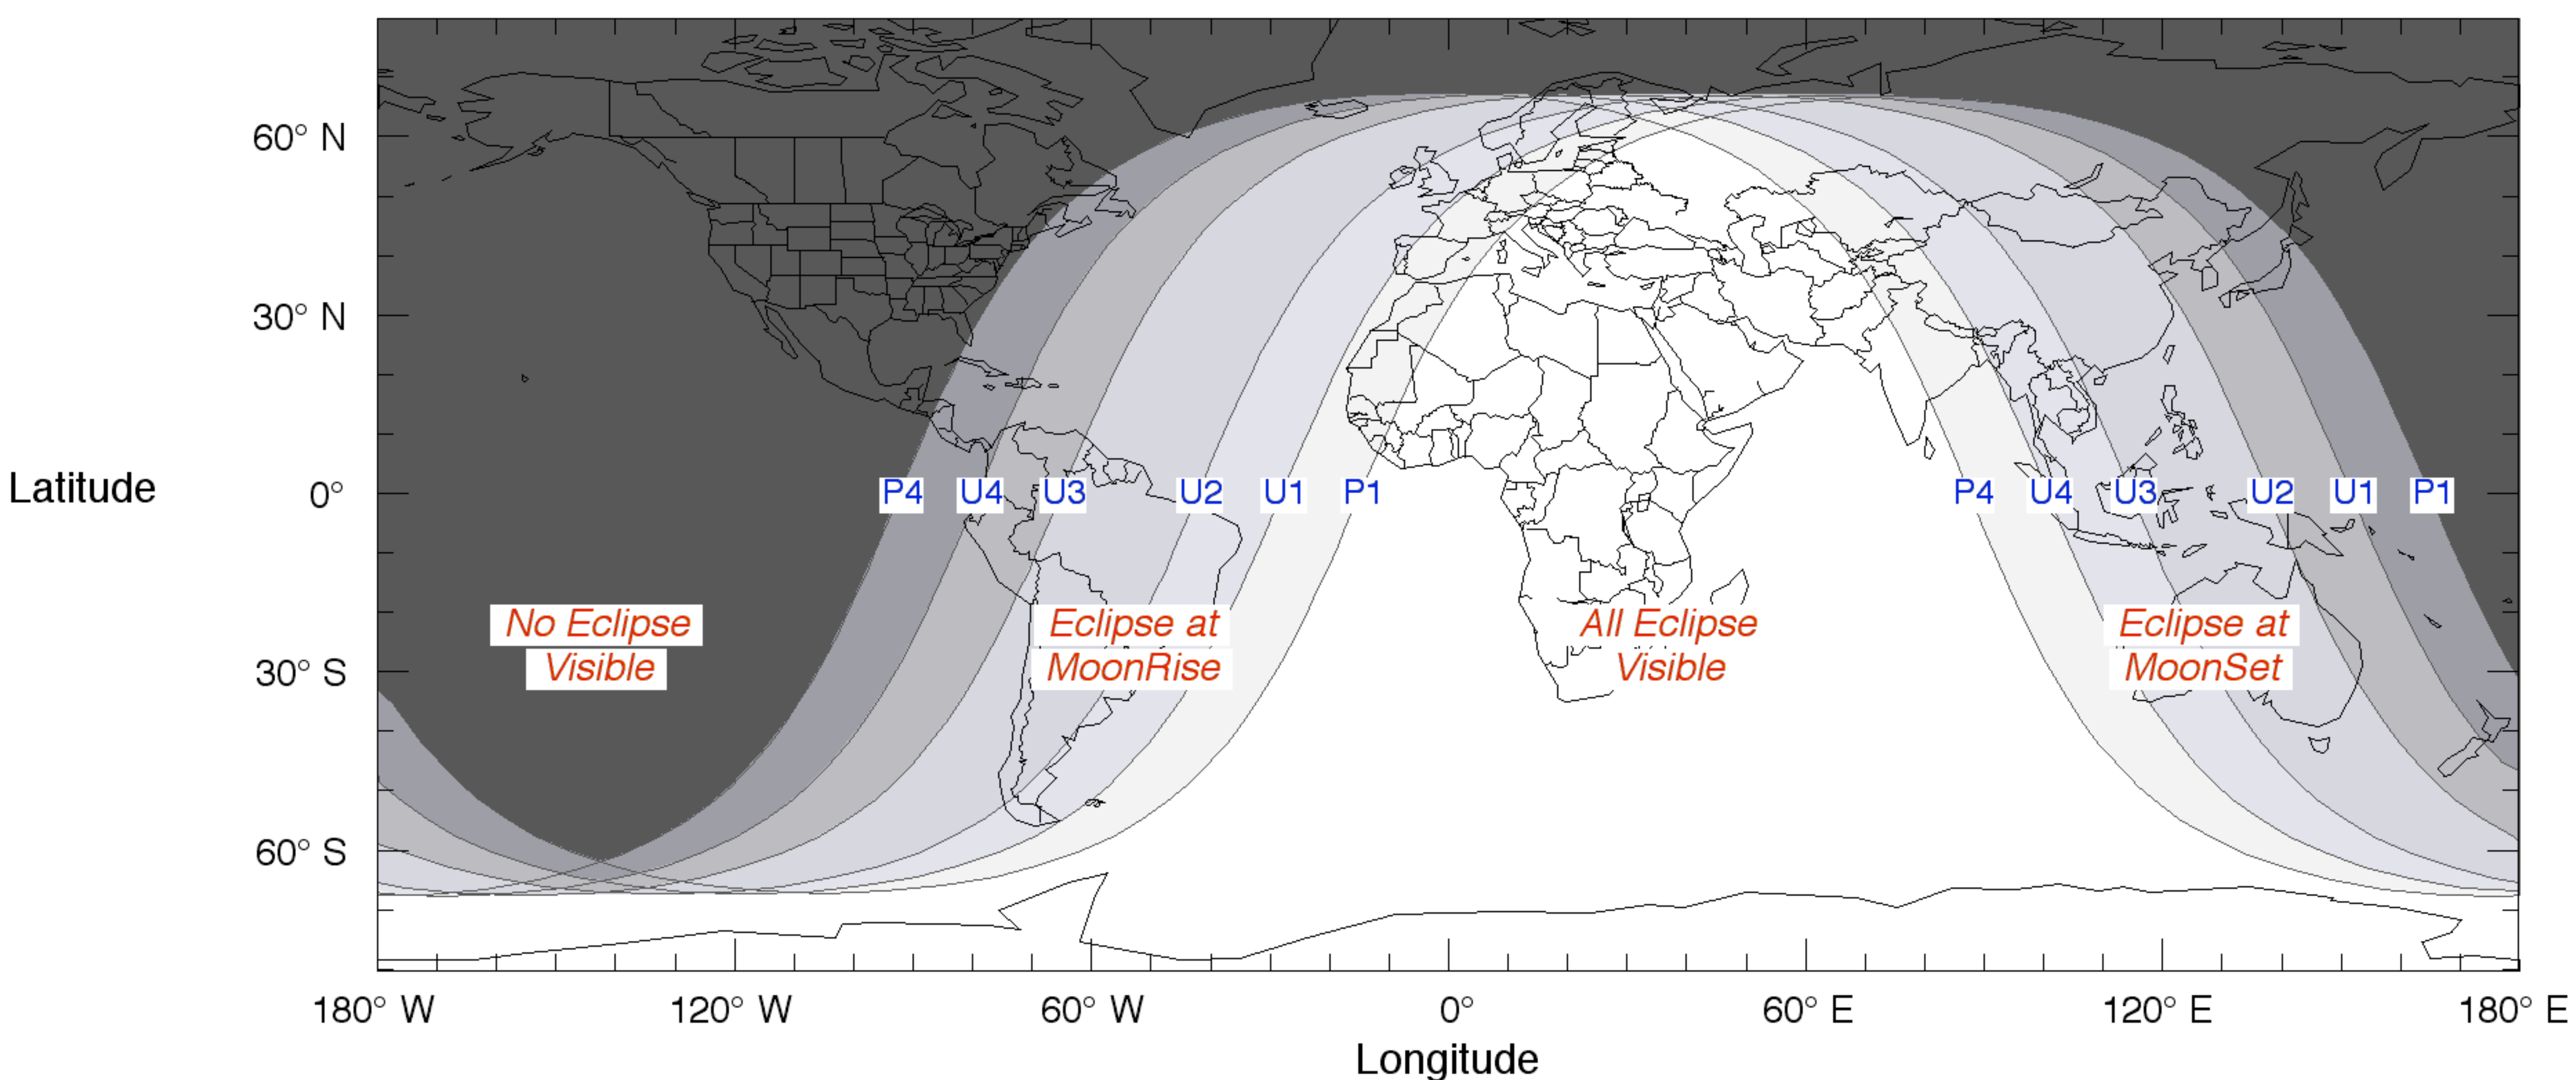 60° N
30° N
Latitude
0°
P4 U4 U3 U2 U1 P1 P4 U4 U3 U2 U1 P1
No Eclipse
Visible
Eclipse at
MoonRise
All Eclipse
Visible
Eclipse at
MoonSet
30° S
60° S
180° W 120° W 60° W 0° 60° E 120° E 180° E
Longitude